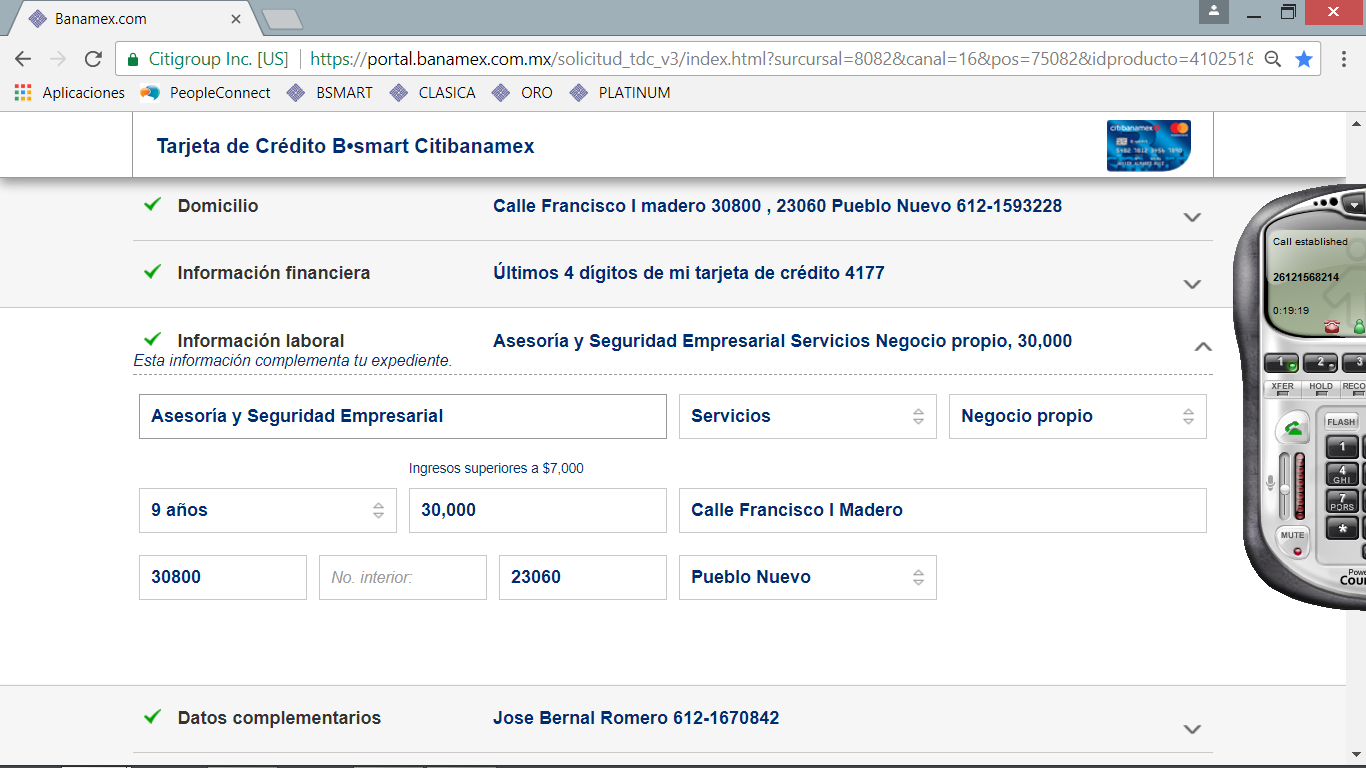 Banamex.com
Citigroup Inc. [US] https://portal.banamex.com.mx/solicitud_tdc_v3/index.html?sursursal=8082&canal=16&pos=75082&idproducto=4102518
Aplicaciones PeopleConnect BSMART CLASICA ORO PLATINUM
Tarjeta de Crédito B•smart Citibanamex
citibanamex
Domicilio Calle Francisco I madero 30800 , 23060 Pueblo Nuevo 612-1593228
Call established
Información financiera Últimos 4 dígitos de mi tarjeta de crédito 4177
26121568214
0:19:19
Información laboral Asesoría y Seguridad Empresarial Servicios Negocio propio, 30,000
Esta información complementa tu expediente.
1 2 3
XFER HOLD RECO
Asesoría y Seguridad Empresarial Servicios Negocio propio
FLASH
1
Ingresos superiores a $7,000
4
GHI
9 años 30,000 Calle Francisco I Madero
7
PQRS
*
MUTE
30800 No. interior: 23060 Pueblo Nuevo
Powe
Cou
Datos complementarios Jose Bernal Romero 612-1670842